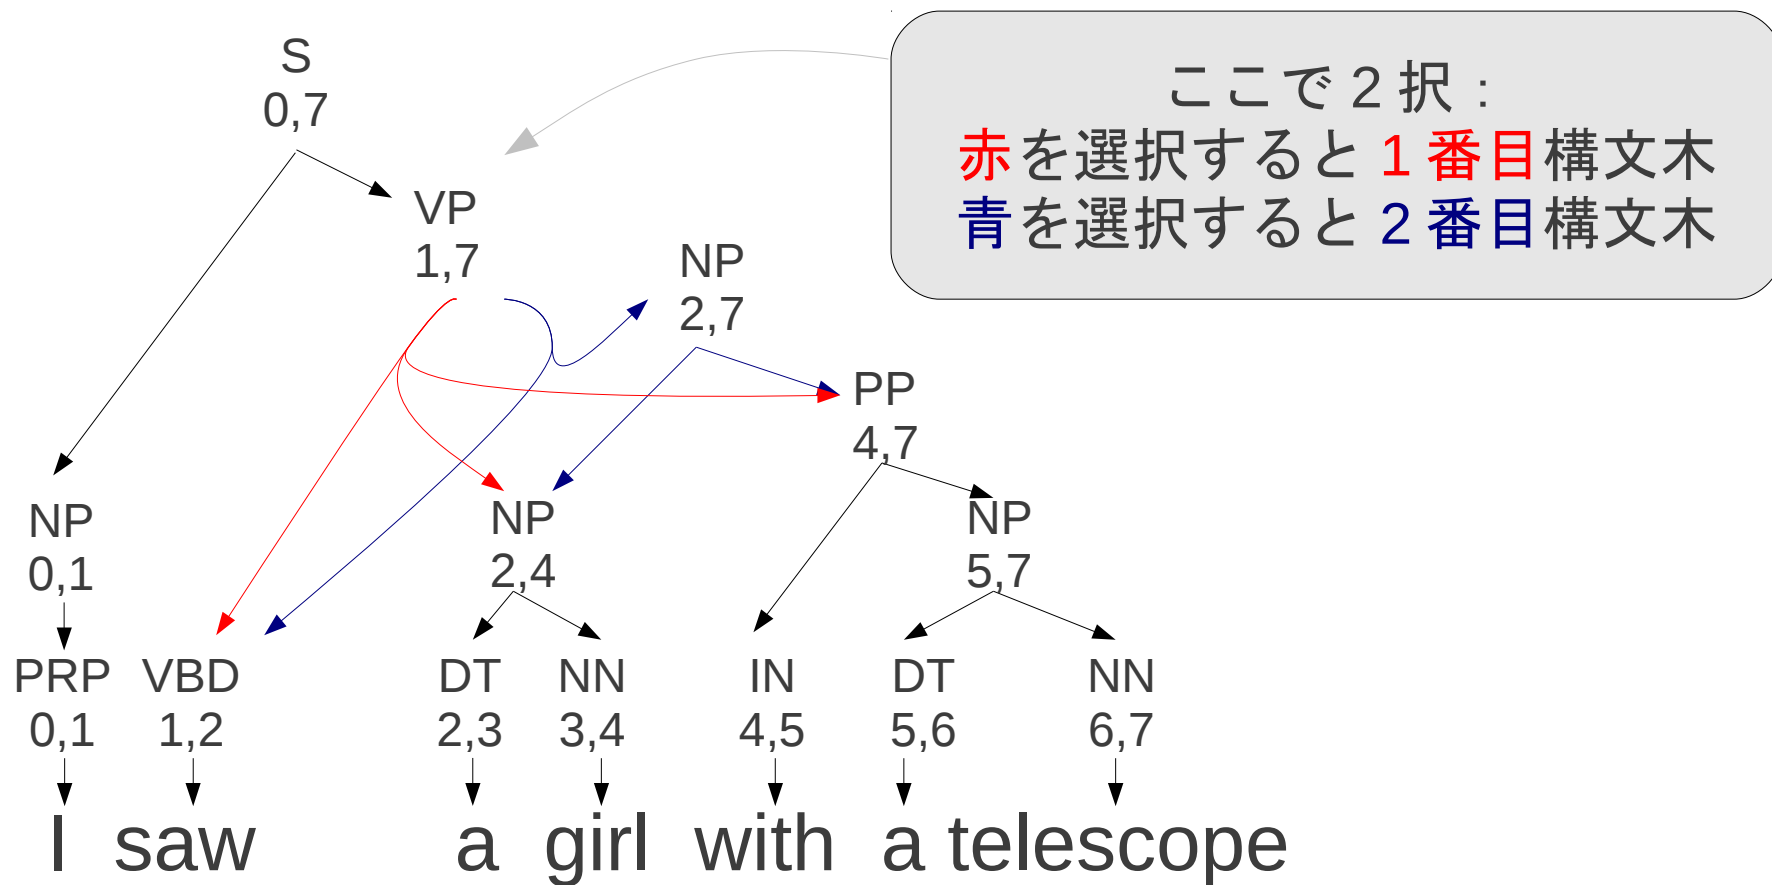 S
0,7
ここで 2 択 :
赤を選択すると 1 番目構文木
青を選択すると 2 番目構文木
VP
1,7
NP
2,7
PP
4,7
NP
0,1
NP
2,4
NP
5,7
PRP VBD DT NN IN DT NN
0,1 1,2 2,3 3,4 4,5 5,6 6,7
I saw a girl with a telescope